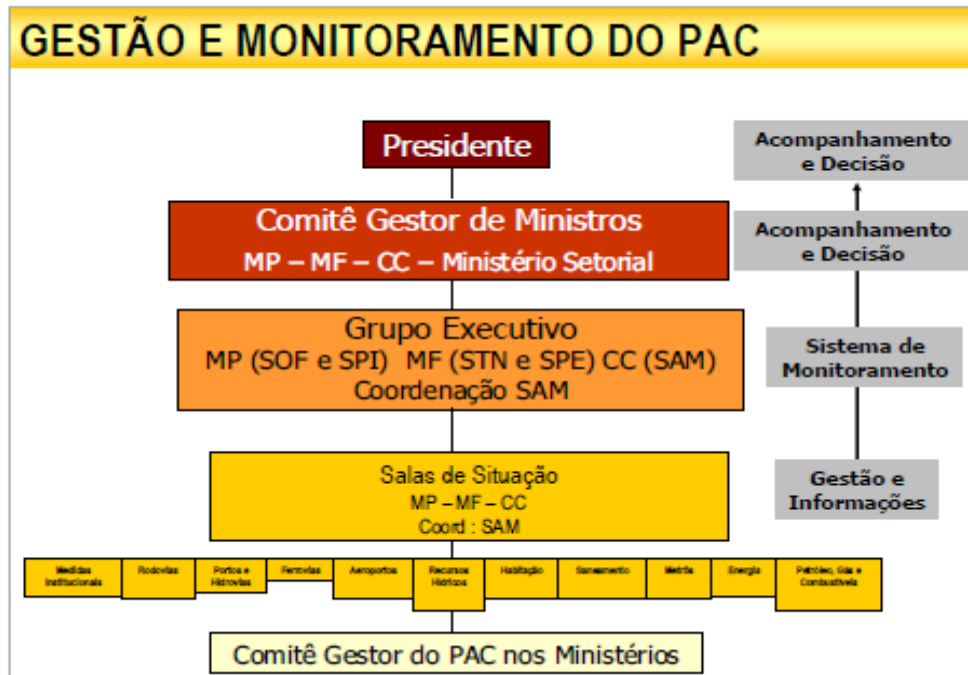 GESTÃO E MONITORAMENTO DO PAC
Presidente
Acompanhamento
e Decisão
Comitê Gestor de Ministros
MP – MF – CC – Ministério Setorial
Acompanhamento
e Decisão
Grupo Executivo
MP (SOF e SPI) MF (STN e SPE) CC (SAM)
Coordenação SAM
Sistema de
Monitoramento
Salas de Situação
MP – MF – CC
Coord : SAM
Gestão e
Informações
Medidas
Institucionais
Rodovias
Portos e
Hidrovias
Ferrovias
Aeroportos
Recursos
Hídricos
Habitação
Saneamento
Metrôs
Energia
Petróleo, Gás e
Combustíveis
Comitê Gestor do PAC nos Ministérios